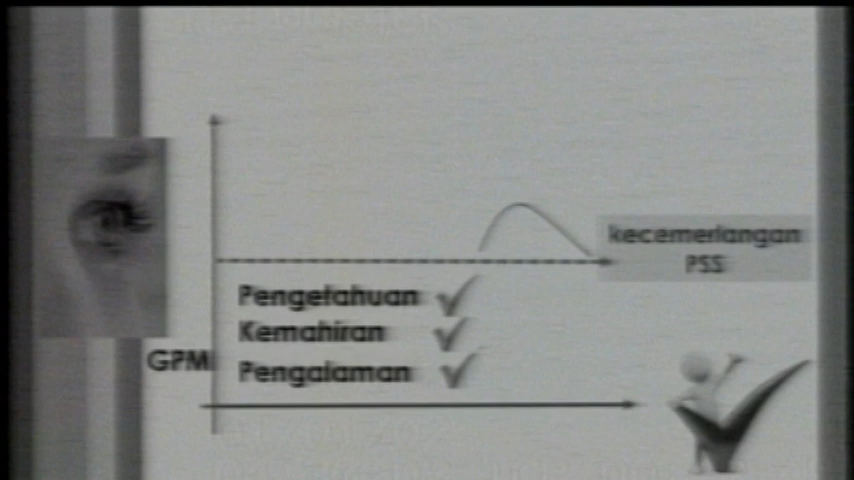 kecemerlangan
PSS
Pengetahuan
Kemahiran
GPM
Pengalaman